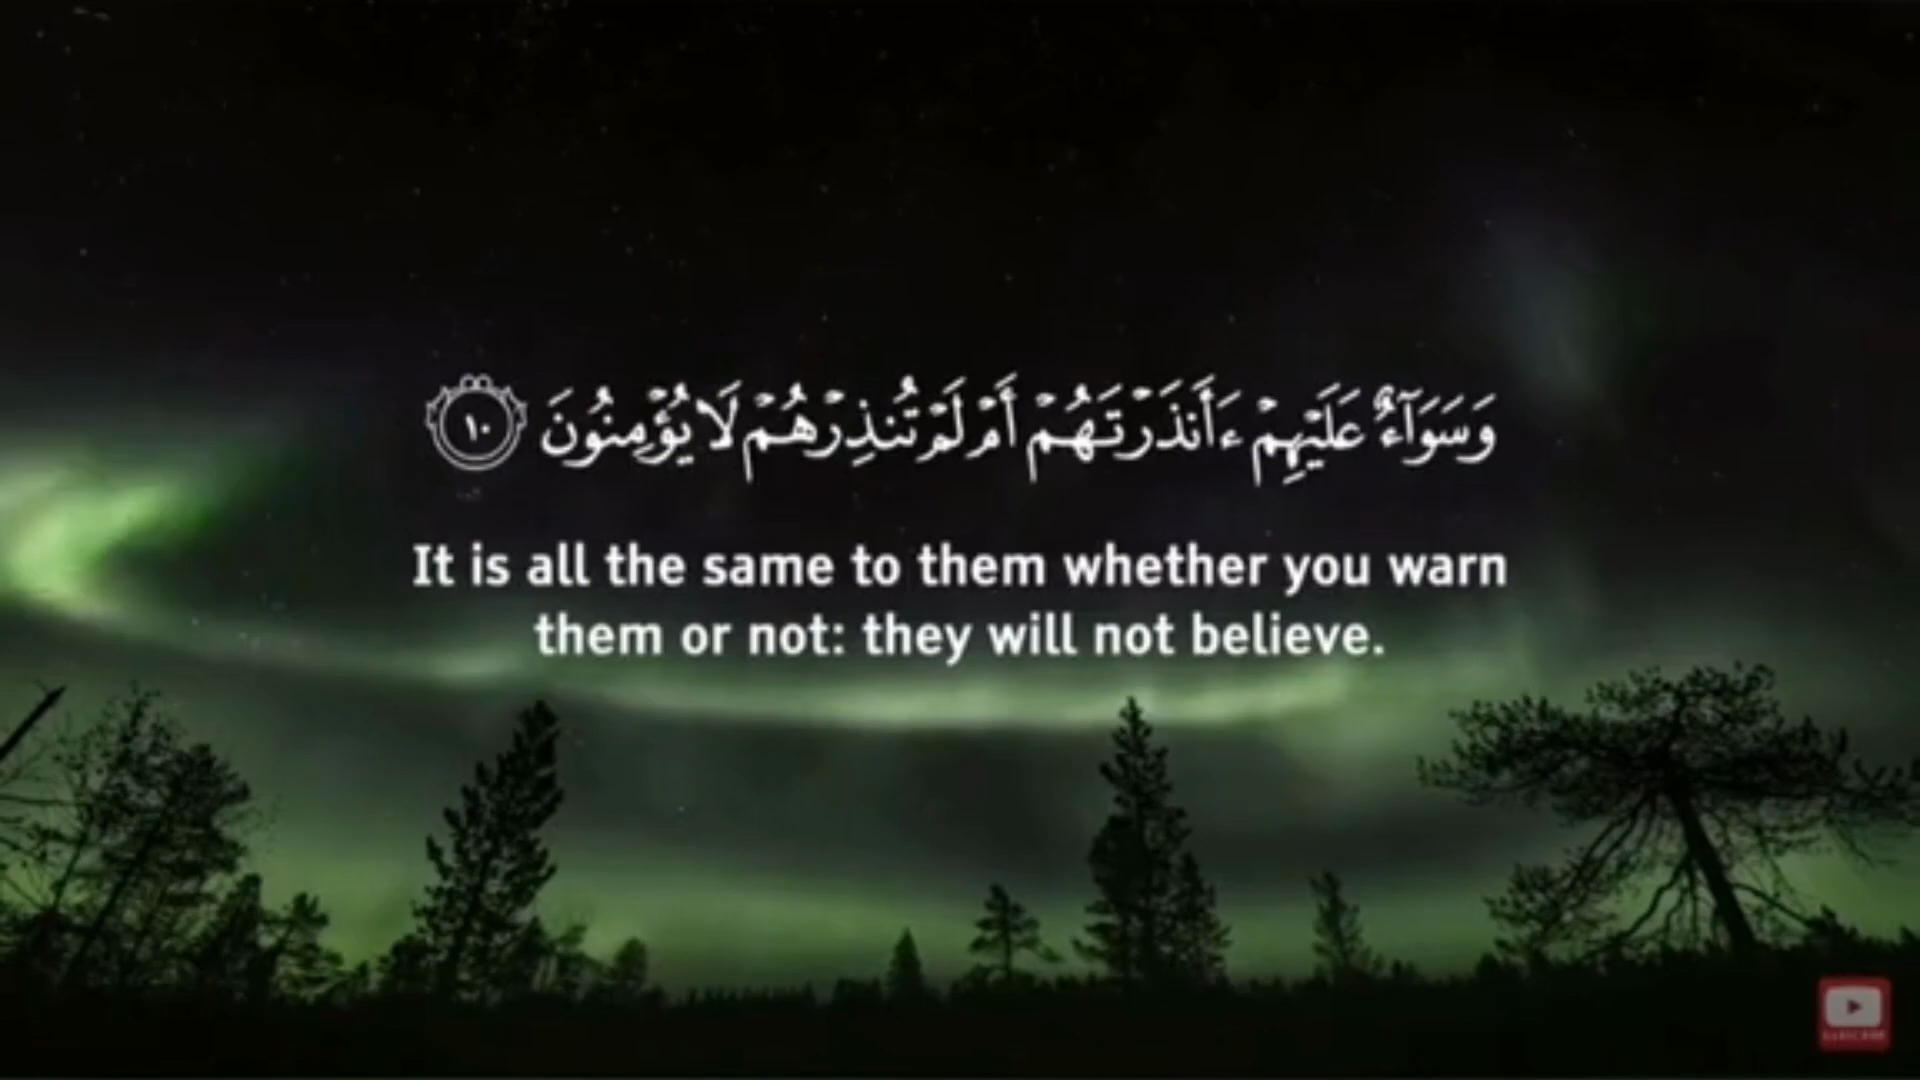 وَسَوَآءٌ عَلَيْهِمْ ءَأَنذَرْتَهُمْ أَمْ لَمْ تُنذِرْهُمْ لَا يُؤْمِنُونَ ١٠
It is all the same to them whether you warn
them or not: they will not believe.
SUBSCRIBE